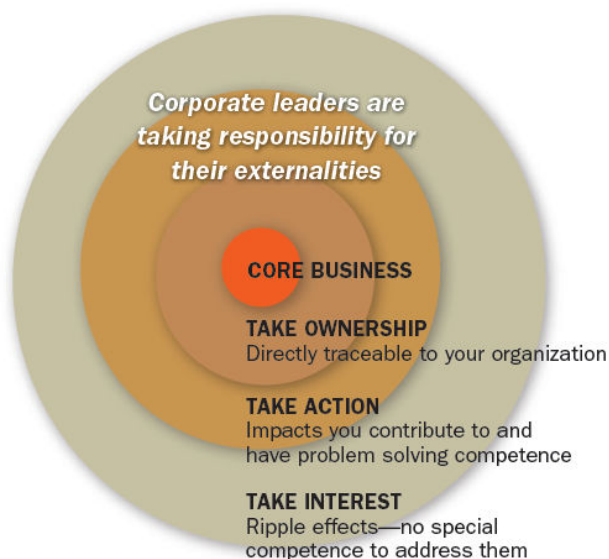 Corporate leaders are
taking responsibility for
their externalities
CORE BUSINESS
TAKE OWNERSHIP
Directly traceable to your organization
TAKE ACTION
Impacts you contribute to and
have problem solving competence
TAKE INTEREST
Ripple effects—no special
competence to address them